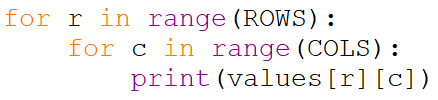 for r in range(ROWS):
    for c in range(COLS):
        print(values[r][c])